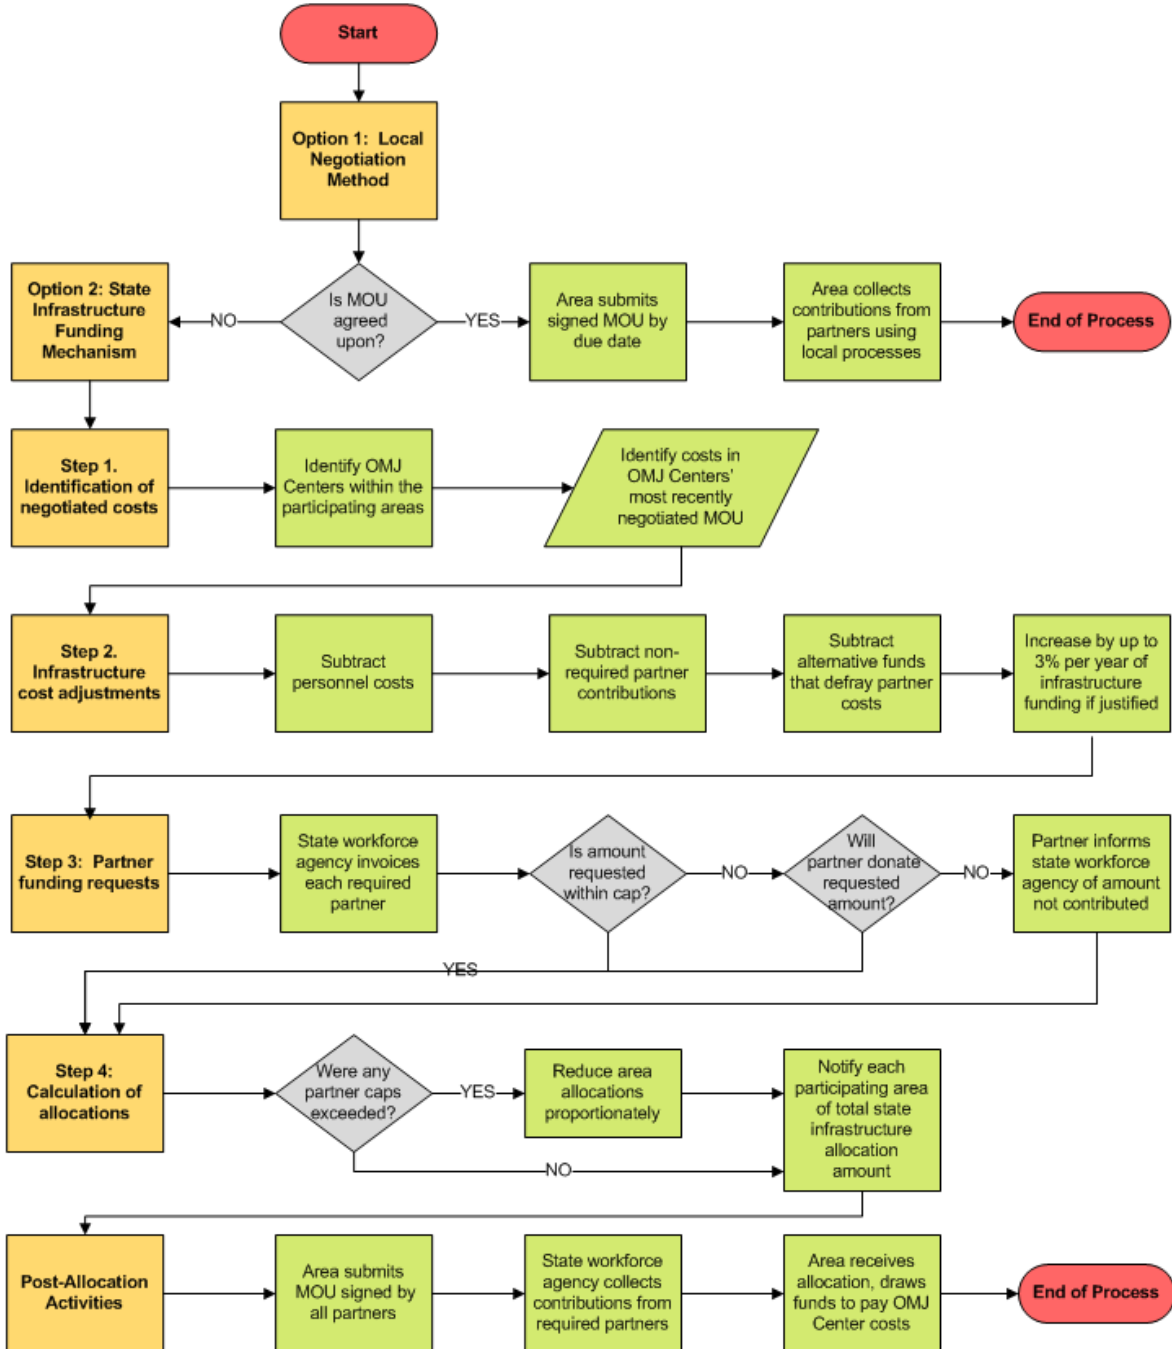 Start
Option 1:  Local
Negotiation
Method
Option 2: State
Infrastructure
Funding
Mechanism
NO
Is MOU
agreed
upon?
YES
Area submits
signed MOU by
due date
Area collects
contributions from
partners using
local processes
End of Process
Step 1.
Identification of
negotiated costs
Identify OMJ
Centers within the
participating areas
Identify costs in
OMJ Centers’
most recently
negotiated MOU
Step 2.
Infrastructure
cost adjustments
Subtract
personnel costs
Subtract non-
required partner
contributions
Subtract
alternative funds
that defray partner
costs
Increase by up to
3% per year of
infrastructure
funding if justified
Step 3:  Partner
funding requests
State workforce
agency invoices
each required
partner
Is amount
requested
within cap?
NO
Will
partner donate
requested
amount?
NO
Partner informs
state workforce
agency of amount
not contributed
YES
Step 4:
Calculation of
allocations
Were any
partner caps
exceeded?
YES
Reduce area
allocations
proportionately
NO
Notify each
participating area
of total state
infrastructure
allocation
amount
Post-Allocation
Activities
Area submits
MOU signed by
all partners
State workforce
agency collects
contributions from
required partners
Area receives
allocation, draws
funds to pay OMJ
Center costs
End of Process